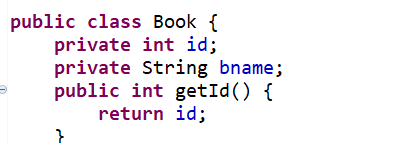 public class Book {
    private int id;
    private String bname;
    public int getId() {
        return id;
    }